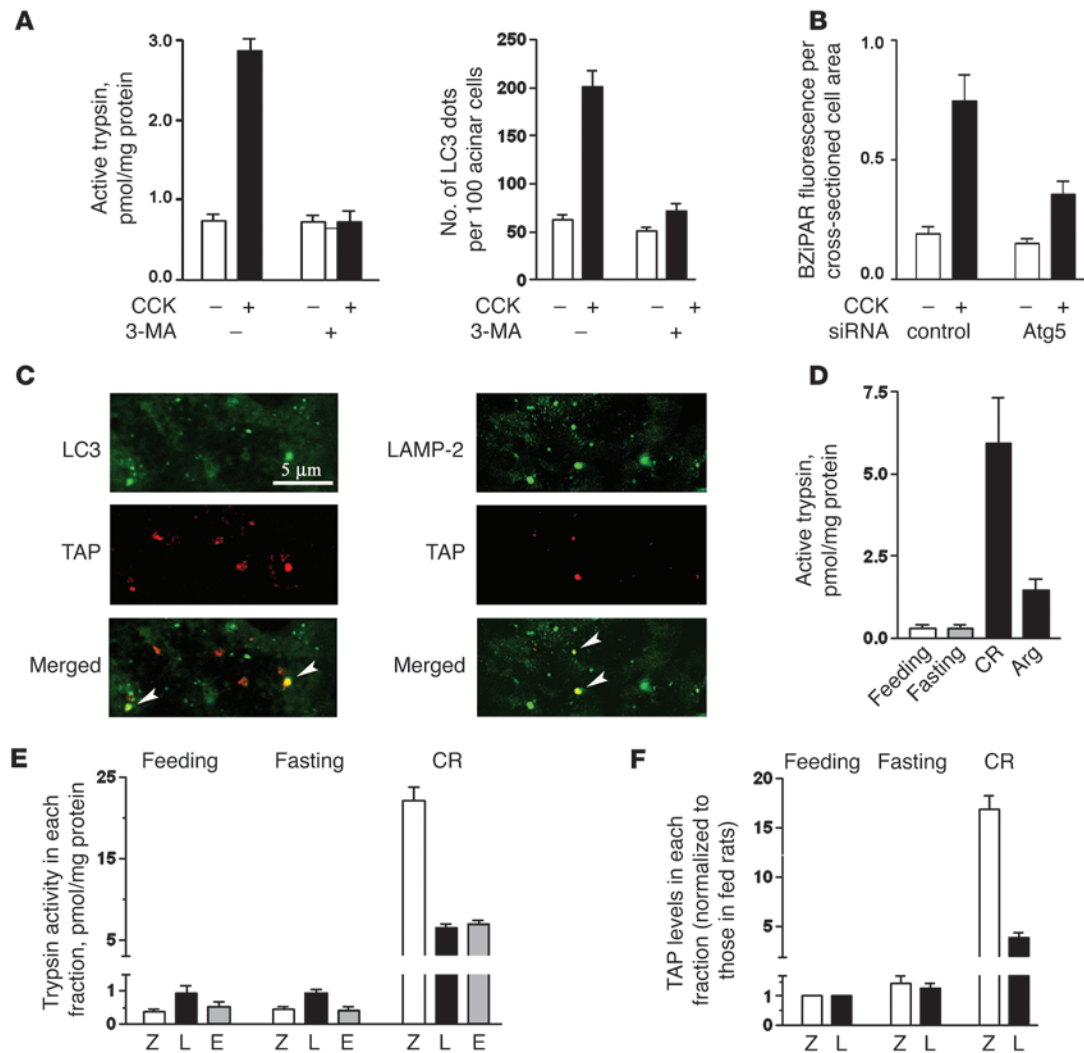 A
Active trypsin,
pmol/mg protein
3.0
2.0
1.0
0.0
CCK – + – +
3-MA – +
No. of LC3 dots
per 100 acinar cells
250
200
150
100
50
0
CCK – + – +
3-MA – +
B
BZiPAR fluorescence per
cross-sectioned cell area
1.0
0.5
0.0
CCK – + – +
siRNA control Atg5
C
LC3
5 μm
TAP
Merged
LAMP-2
TAP
Merged
D
Active trypsin,
pmol/mg protein
7.5
5.0
2.5
0.0
Feeding
Fasting
CR
Arg
E
Feeding Fasting CR
Trypsin activity in each
fraction, pmol/mg protein
25
15
5
1
0
Z L E Z L E Z L E
F
Feeding Fasting CR
TAP levels in each
fraction (normalized to
those in fed rats)
20
15
10
5
1
0
Z L Z L Z L